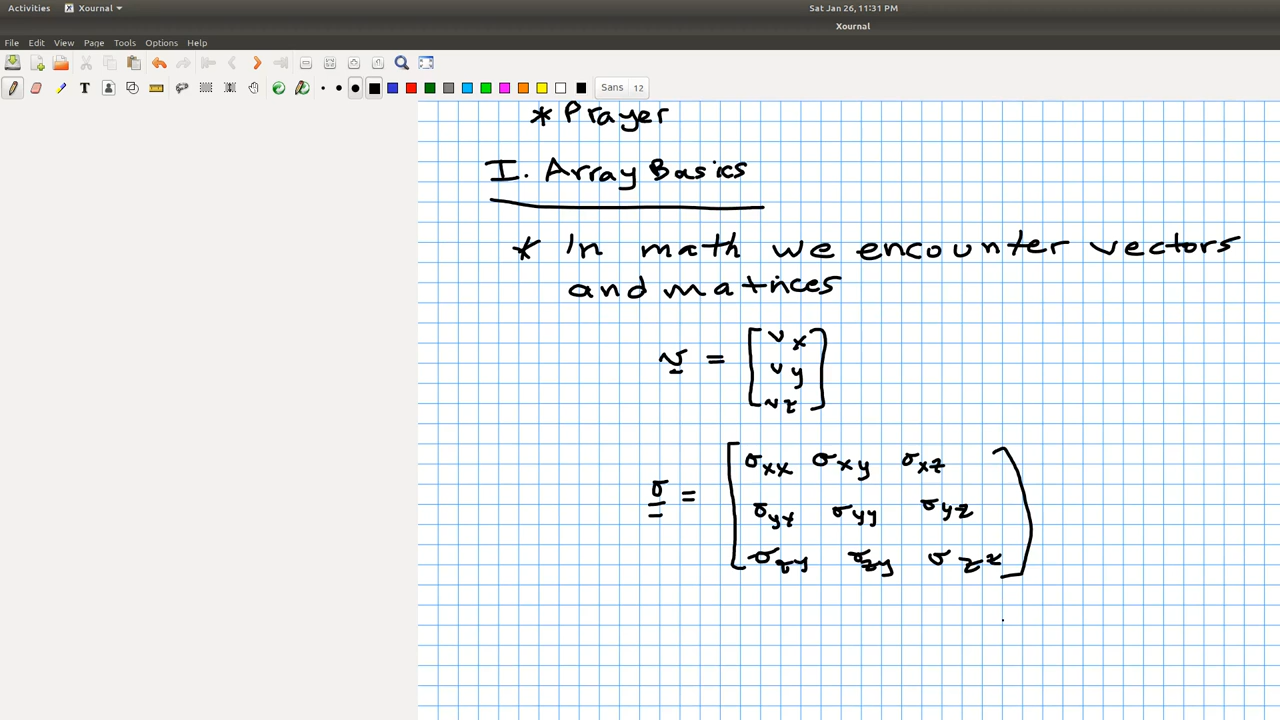 Activities Xournal Sat Jan 26, 11:31 PM
Xournal
File Edit View Page Tools Options Help
T Sans 12
* Prayer
I. Array Basics
* In math we encounter vectors
and matrices
v = [vx
vy
vz]
σxx σxy σxz
σ = σyx σyy σyz
σzy σzy σzz